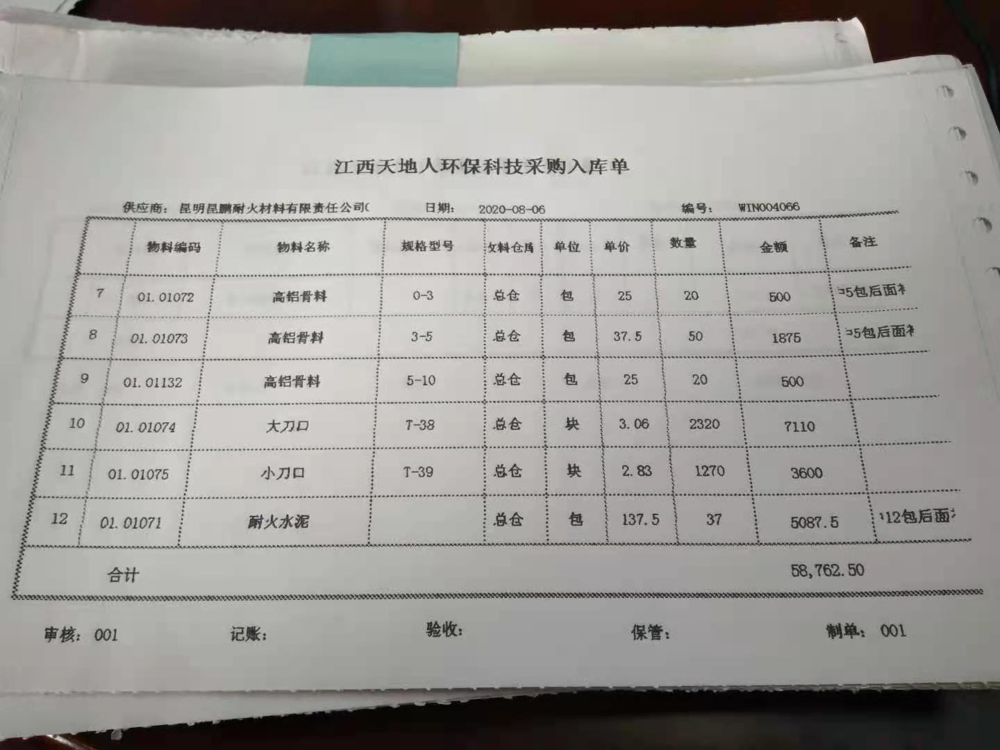 江西天地人环保科技采购入库单
供应商： 昆明昆鹏耐火材料有限责任公司( 日期： 2020-08-06 编号： WIN004066
物料编码 物料名称 规格型号 料仓库 单位 单价 数量 金额 备注
7 01.01072 高铝骨料 0-3 总仓 包 25 20 500 5包后面
8 01.01073 高铝骨料 3-5 总仓 包 37.5 50 1875 5包后面
9 01.01132 高铝骨料 5-10 总仓 包 25 20 500
10 01.01074 大刀口 T-38 总仓 块 3.06 2320 7110
11 01.01075 小刀口 T-39 总仓 块 2.83 1270 3600
12 01.01071 耐火水泥 总仓 包 137.5 37 5087.5 12包后面
合计 58,762.50
审核： 001 记账： 验收： 保管： 制单： 001